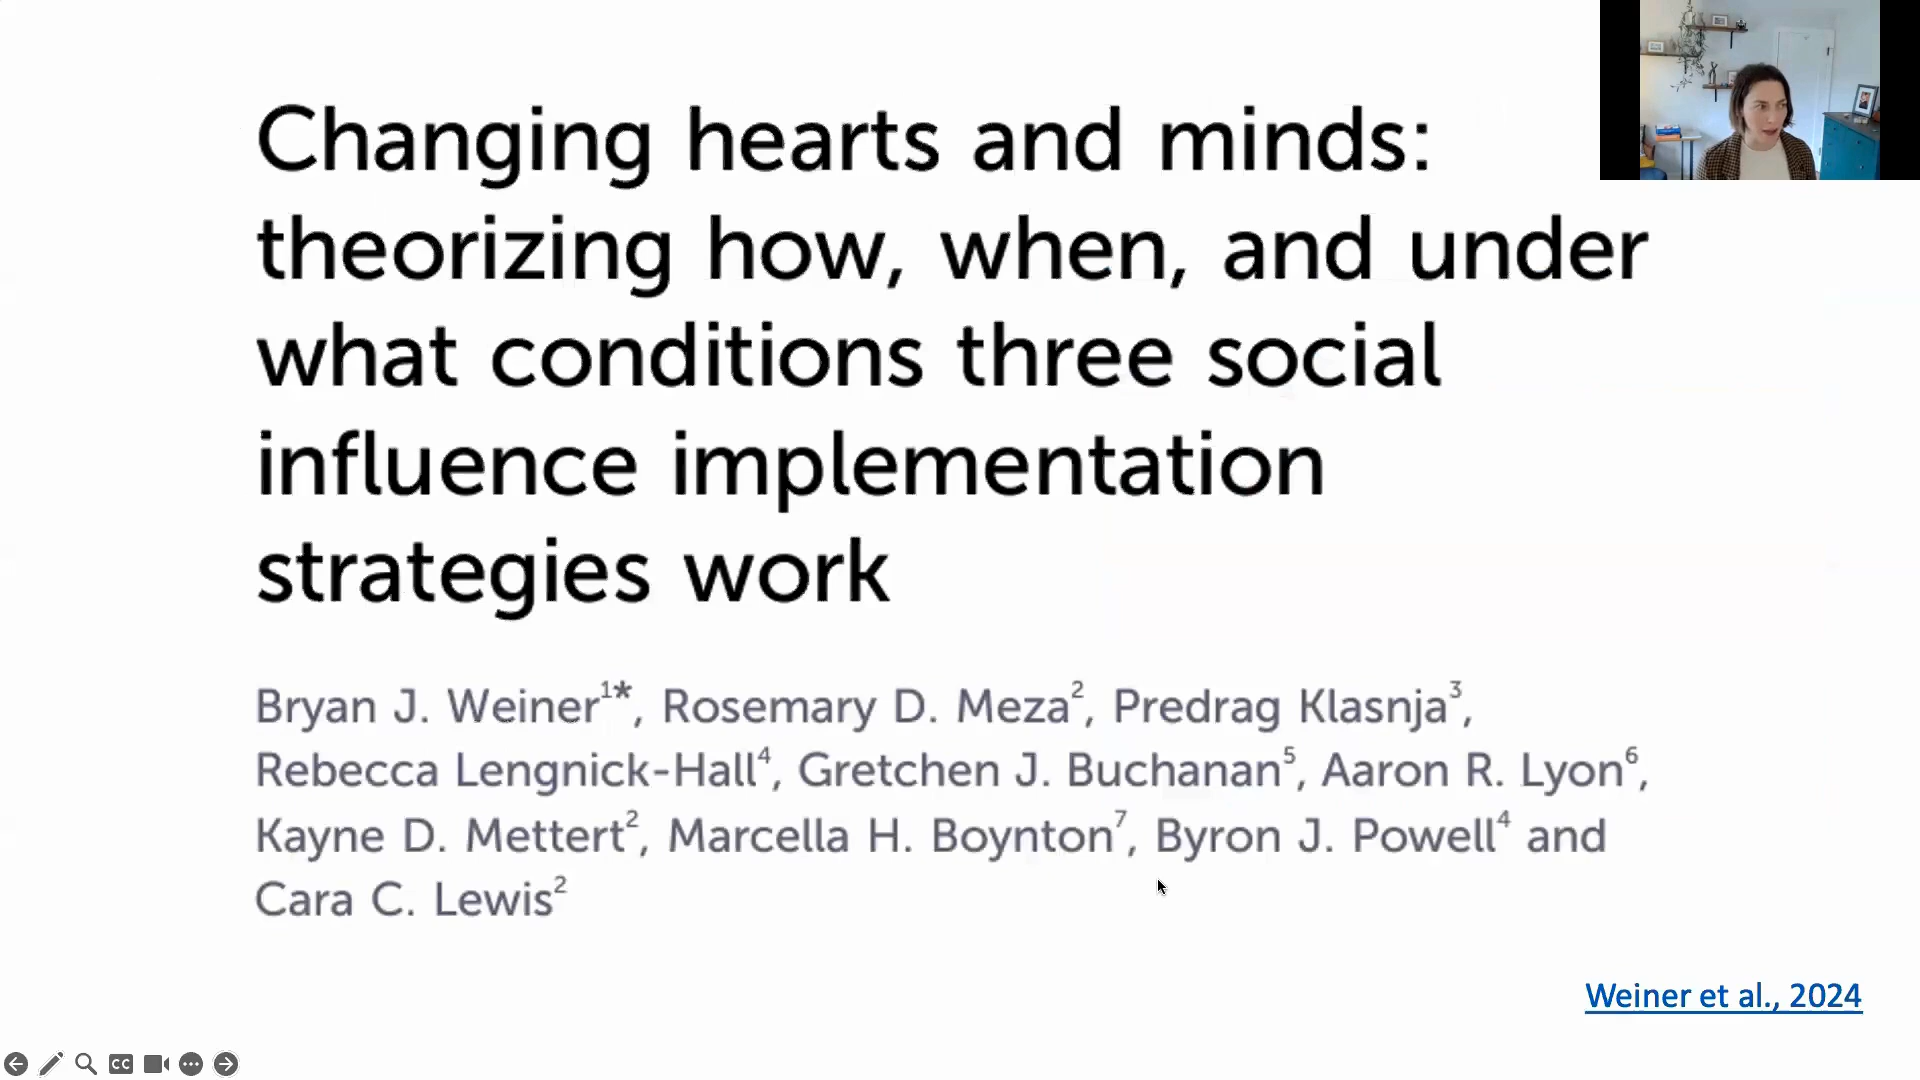 Changing hearts and minds:
theorizing how, when, and under
what conditions three social
influence implementation
strategies work
Bryan J. Weiner1*, Rosemary D. Meza2, Predrag Klasnja3,
Rebecca Lengnick-Hall4, Gretchen J. Buchanan5, Aaron R. Lyon6,
Kayne D. Mettert2, Marcella H. Boynton7, Byron J. Powell4 and
Cara C. Lewis2
Weiner et al., 2024
CC